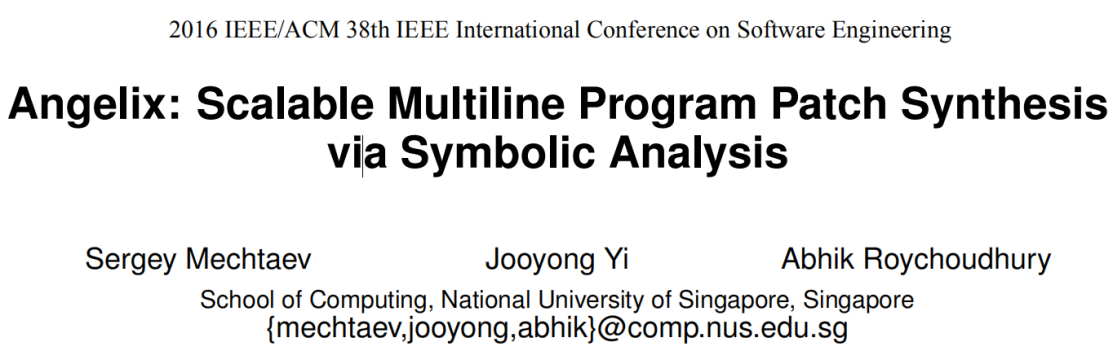 2016 IEEE/ACM 38th IEEE International Conference on Software Engineering
Angelix: Scalable Multiline Program Patch Synthesis
via Symbolic Analysis
Sergey Mechtaev Jooyong Yi Abhik Roychoudhury
School of Computing, National University of Singapore, Singapore
{mechtaev,jooyong,abhik}@comp.nus.edu.sg